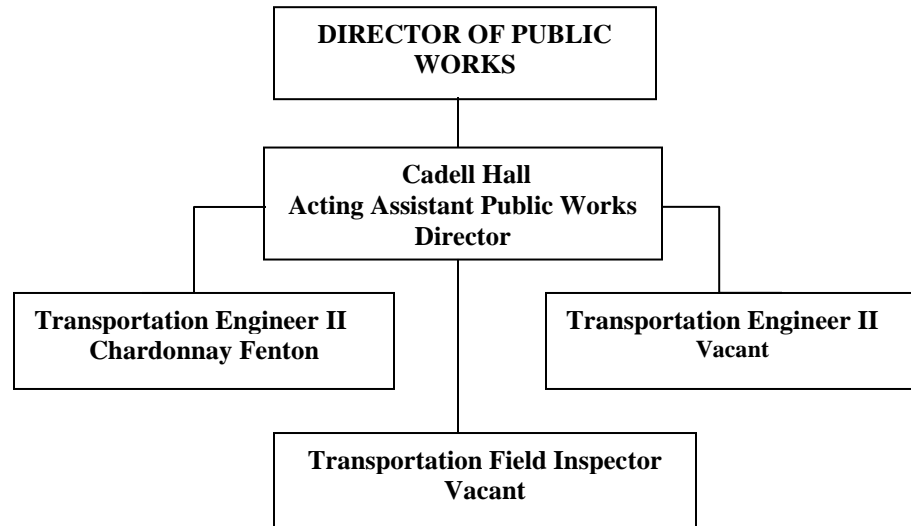 DIRECTOR OF PUBLIC
WORKS
Cadell Hall
Acting Assistant Public Works
Director
Transportation Engineer II
Chardonnay Fenton
Transportation Engineer II
Vacant
Transportation Field Inspector
Vacant